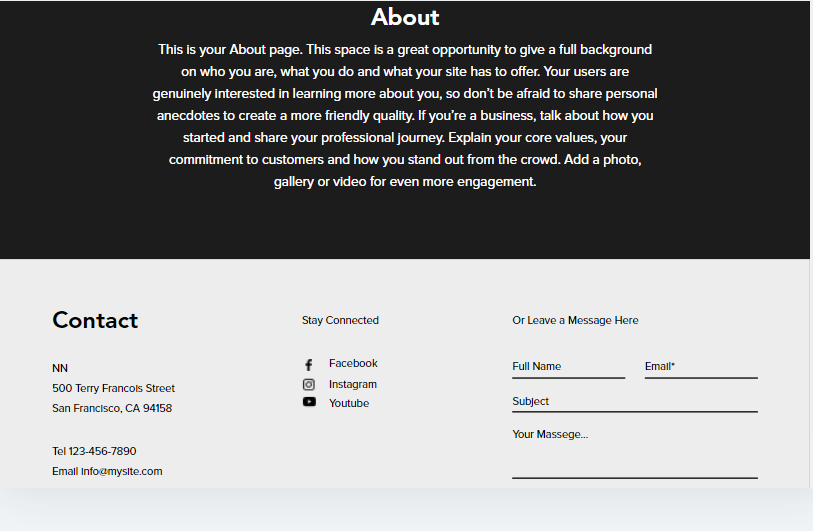 About
This is your About page. This space is a great opportunity to give a full background
on who you are, what you do and what your site has to offer. Your users are
genuinely interested in learning more about you, so don't be afraid to share personal
anecdotes to create a more friendly quality. If you're a business, talk about how you
started and share your professional journey. Explain your core values, your
commitment to customers and how you stand out from the crowd. Add a photo,
gallery or video for even more engagement.
Contact
NN
500 Terry Francois Street
San Francisco, CA 94158
Tel 123-456-7890
Email info@mysite.com
Stay Connected
Facebook
Instagram
Youtube
Or Leave a Message Here
Full Name
Email*
Subject
Your Massege...